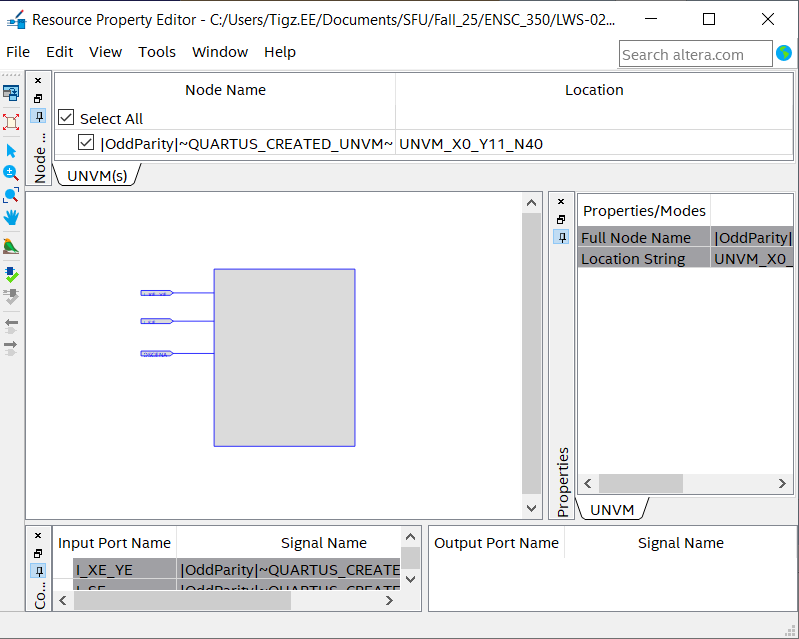 Resource Property Editor - C:/Users/Tigz.EE/Documents/SFU/Fall_25/ENSC_350/LWS-02...
File Edit View Tools Window Help
Search altera.com
Node ...
Node Name Location
Select All
|OddParity|~QUARTUS_CREATED_UNVM~ UNVM_X0_Y11_N40
UNVM(s)
OSCENA
Properties
Properties/Modes
Full Node Name |OddParity|
Location String UNVM_X0_
UNVM
Co...
Input Port Name Signal Name
I_XE_YE |OddParity|~QUARTUS_CREATE
I_SE |OddParity|~QUARTUS_CREATE
Output Port Name Signal Name